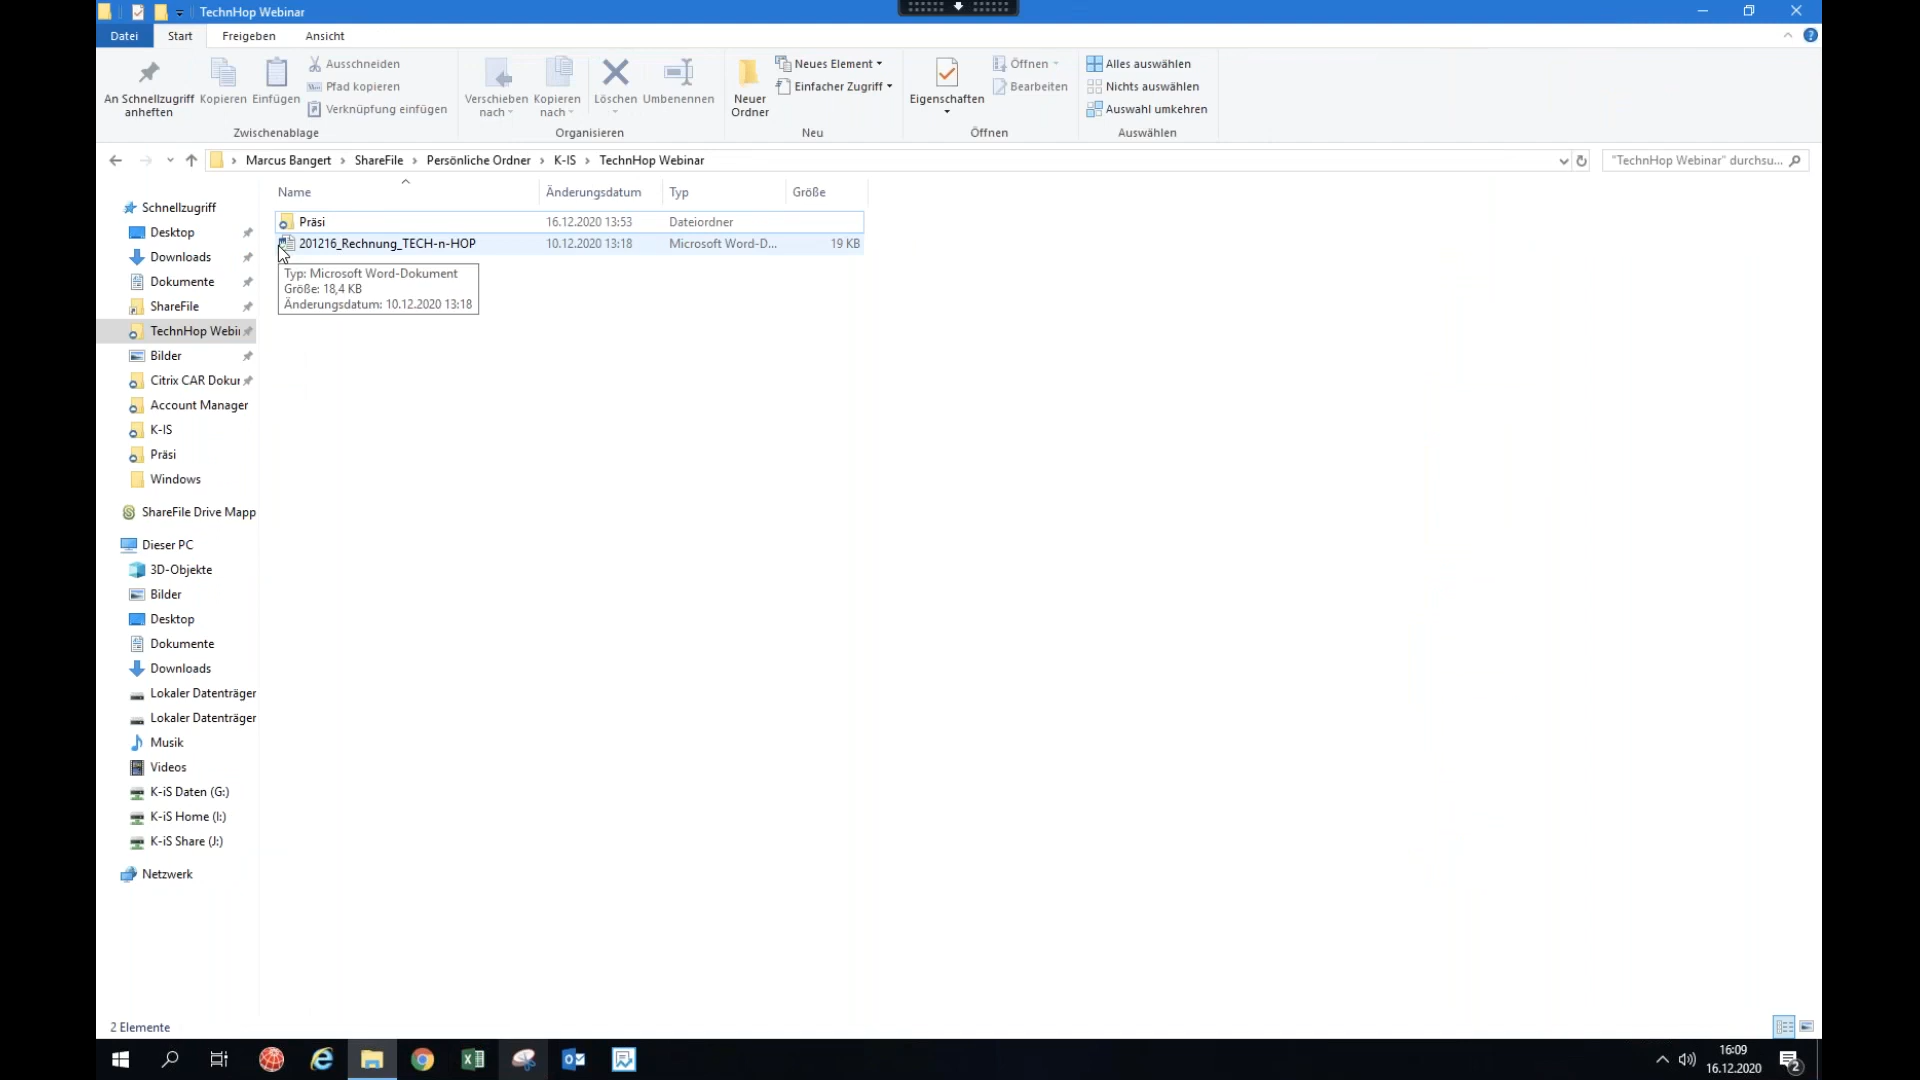 TechnHop Webinar
Datei Start Freigeben Ansicht
An Schnellzugriff anheften
Kopieren
Einfügen
Ausschneiden
Pfad kopieren
Verknüpfung einfügen
Zwischenablage
Verschieben nach
Kopieren nach
Löschen
Umbenennen
Organisieren
Neuer Ordner
Neues Element
Einfacher Zugriff
Neu
Eigenschaften
Öffnen
Bearbeiten
Öffnen
Alles auswählen
Nichts auswählen
Auswahl umkehren
Auswählen
Marcus Bangert ShareFile Persönliche Ordner K-IS TechnHop Webinar
"TechnHop Webinar" durchsu...
Name Änderungsdatum Typ Größe
Präsi 16.12.2020 13:53 Dateiordner
201216_Rechnung_TECH-n-HOP 10.12.2020 13:18 Microsoft Word-D... 19 KB
Typ: Microsoft Word-Dokument
Größe: 18,4 KB
Änderungsdatum: 10.12.2020 13:18
Schnellzugriff
Desktop
Downloads
Dokumente
ShareFile
TechnHop Webi
Bilder
Citrix CAR Doku
Account Manager
K-IS
Präsi
Windows
ShareFile Drive Mapp
Dieser PC
3D-Objekte
Bilder
Desktop
Dokumente
Downloads
Lokaler Datenträger
Lokaler Datenträger
Musik
Videos
K-iS Daten (G:)
K-iS Home (I:)
K-iS Share (J:)
Netzwerk
2 Elemente
16:09
16.12.2020
2